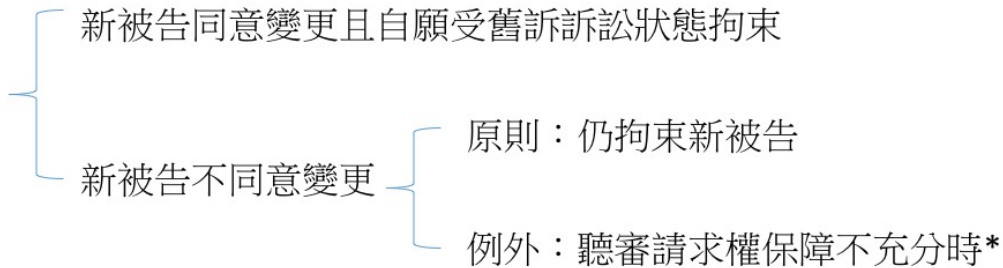 新被告同意變更且自願受舊訴訴訟狀態拘束
原則：仍拘束新被告
新被告不同意變更
例外：聽審請求權保障不充分時*